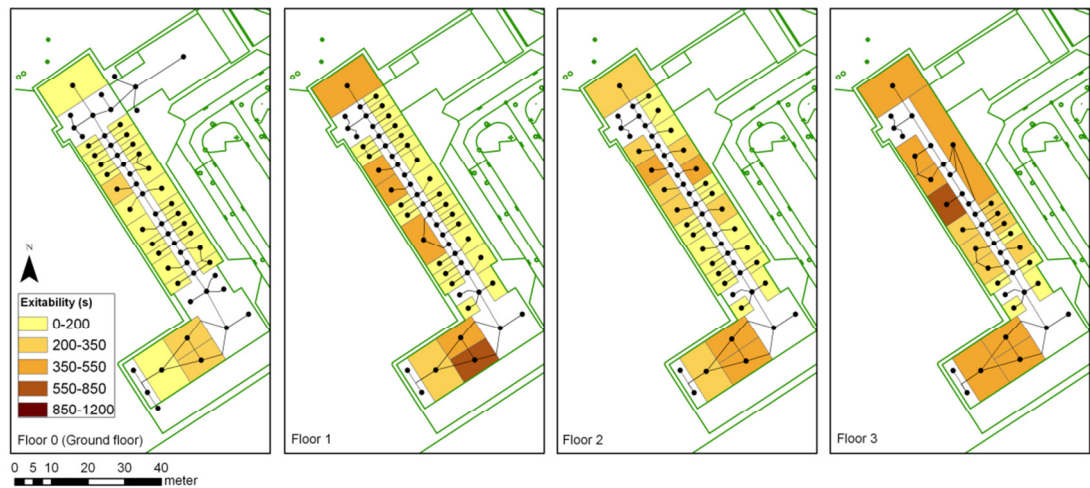 N
Exitability (s)
0-200
200-350
350-550
550-850
850-1200
Floor 0 (Ground floor)
Floor 1
Floor 2
Floor 3
0 5 10 20 30 40
meter